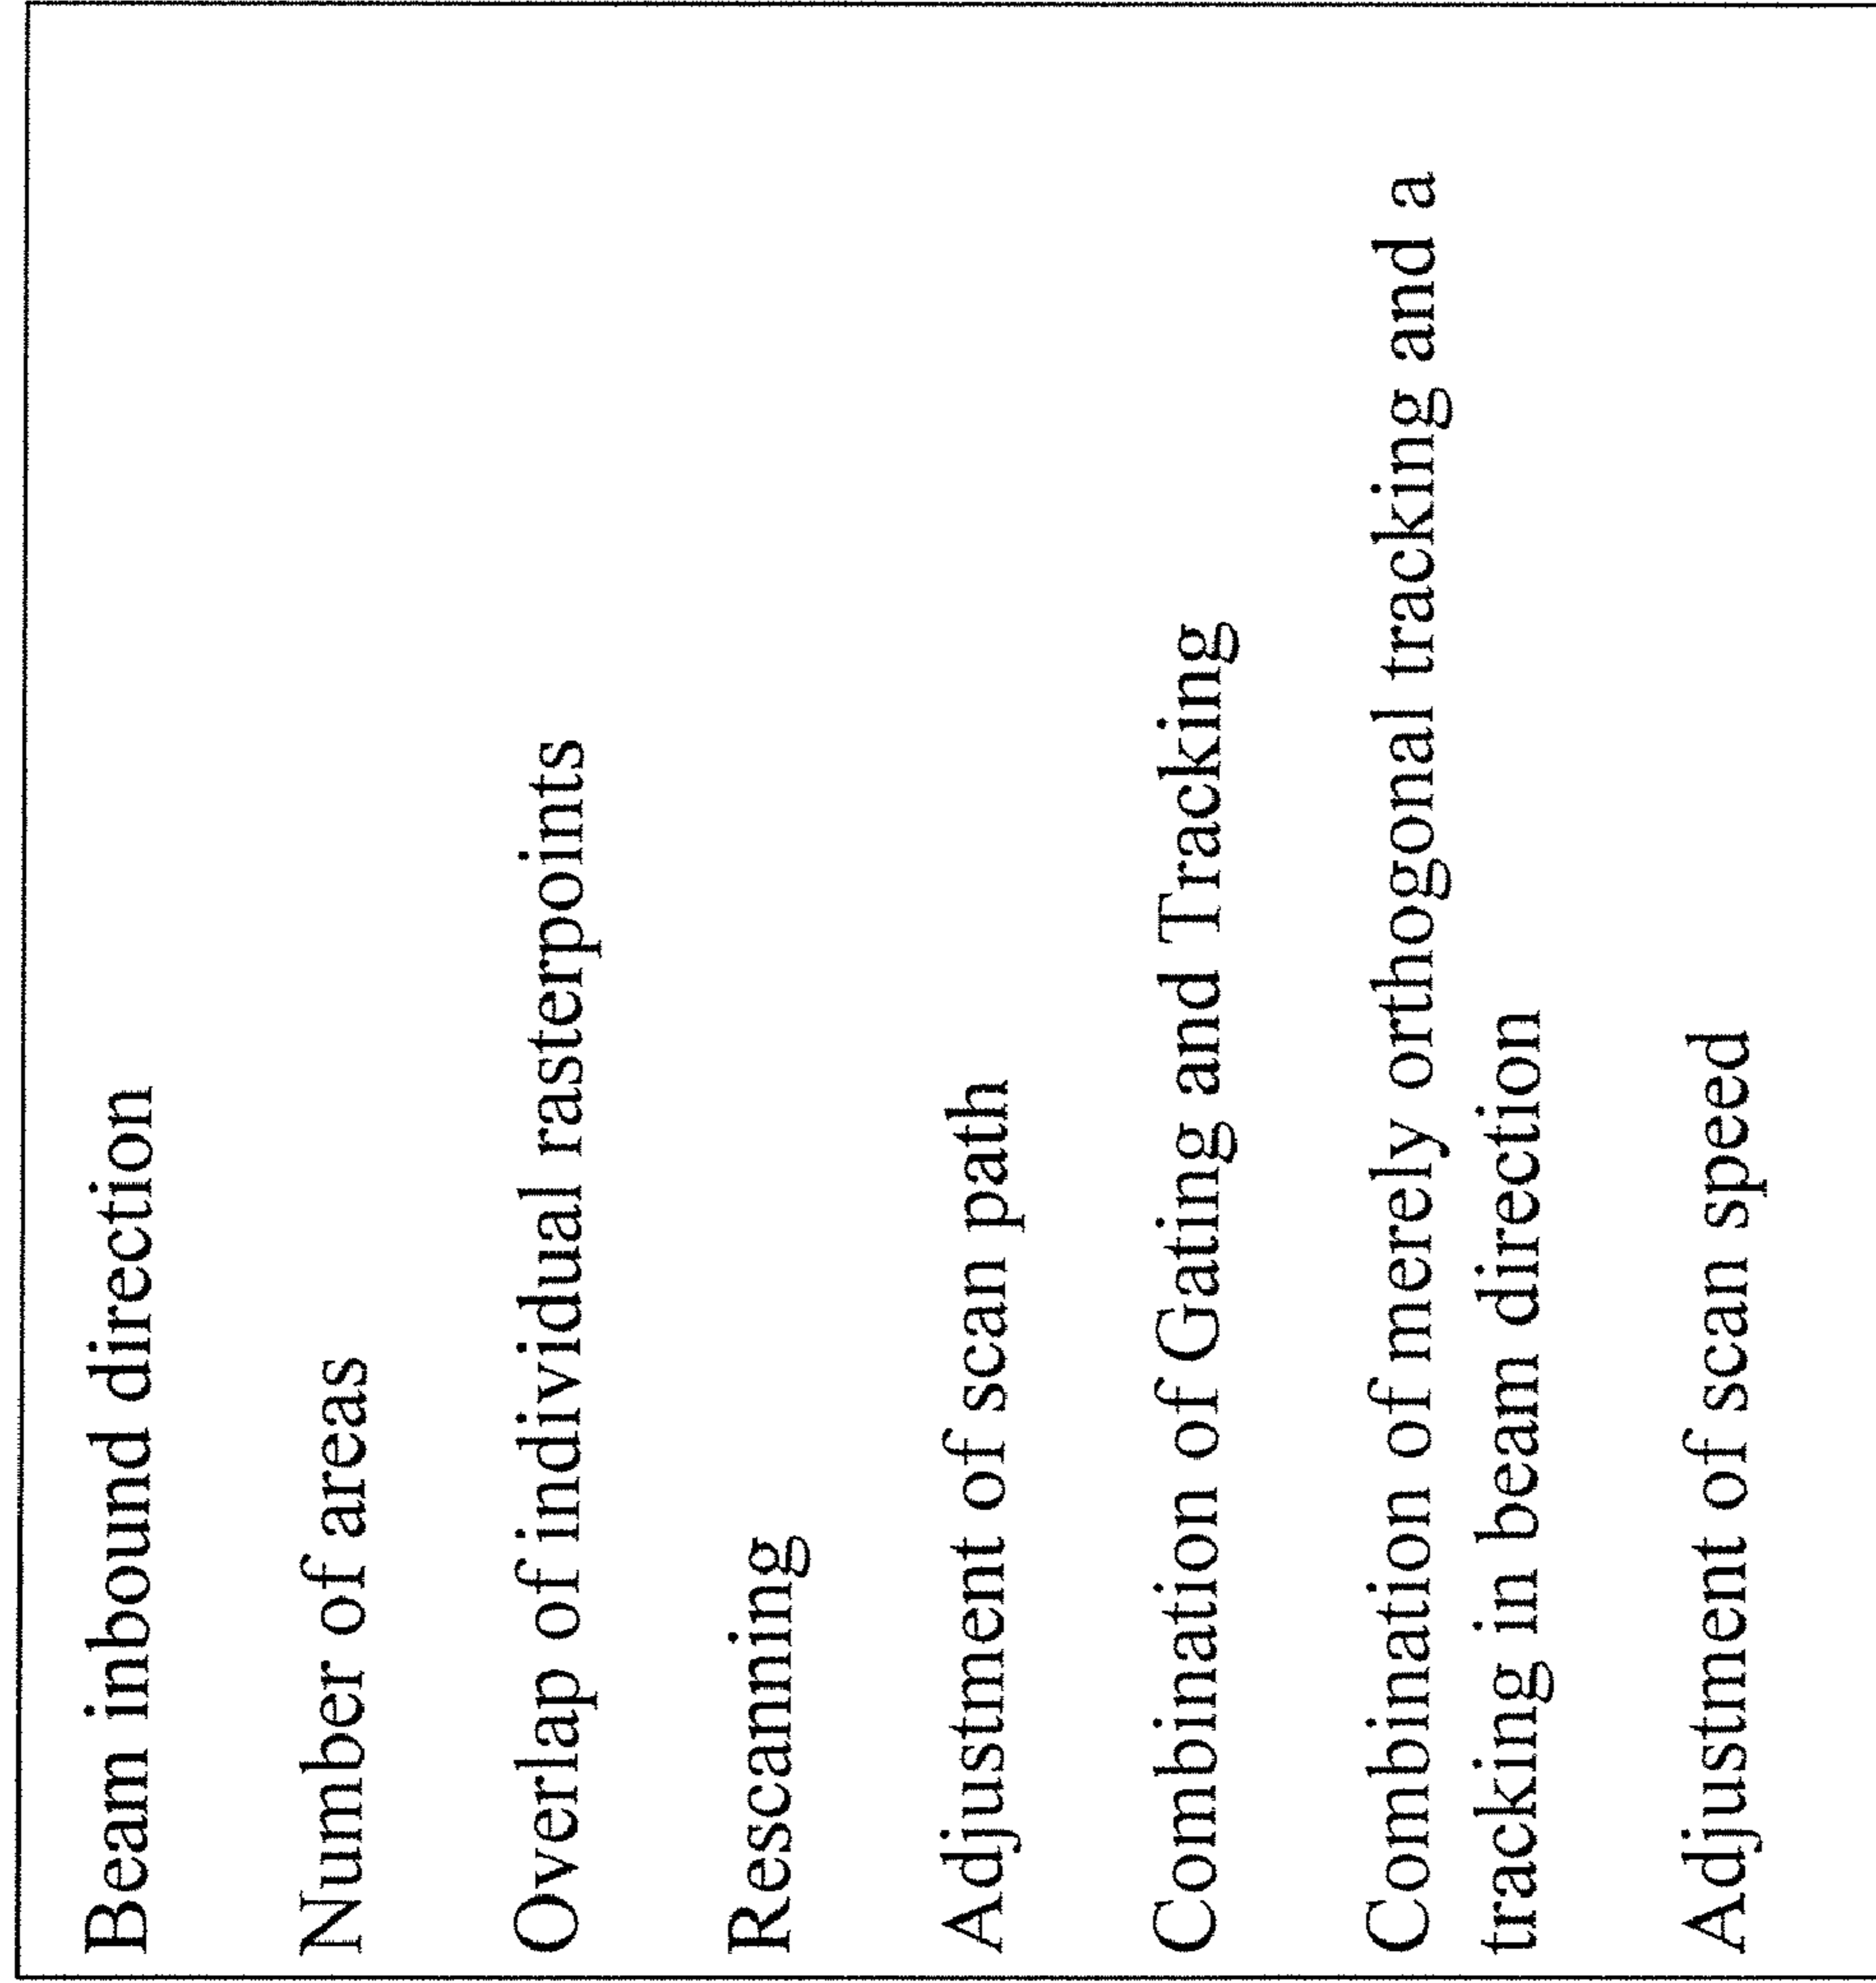 Beam inbound direction
Number of areas
Overlap of individual rasterpoints
Rescanning
Adjustment of scan path
Combination of Gating and Tracking
Combination of merely orthogonal tracking and a
tracking in beam direction
Adjustment of scan speed